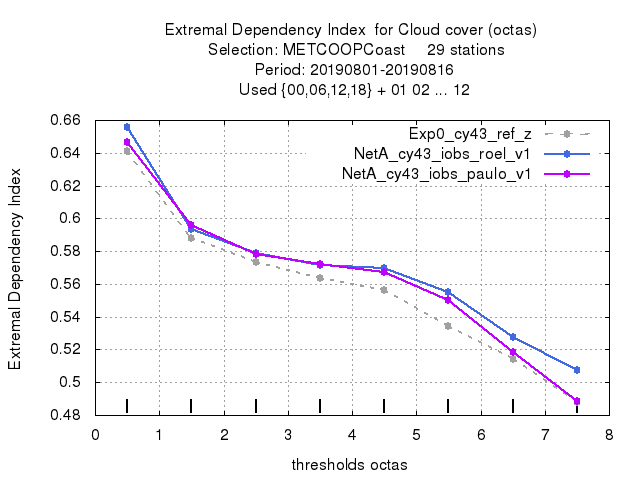 Extremal Dependency Index  for Cloud cover (octas)
Selection: METCOOPCoast     29 stations
Period: 20190801-20190816
Used {00,06,12,18} + 01 02 ... 12
Exp0_cy43_ref_z
NetA_cy43_iobs_roel_v1
NetA_cy43_iobs_paulo_v1
Extremal Dependency Index
0.66
0.64
0.62
0.6
0.58
0.56
0.54
0.52
0.5
0.48
0 1 2 3 4 5 6 7 8
thresholds octas